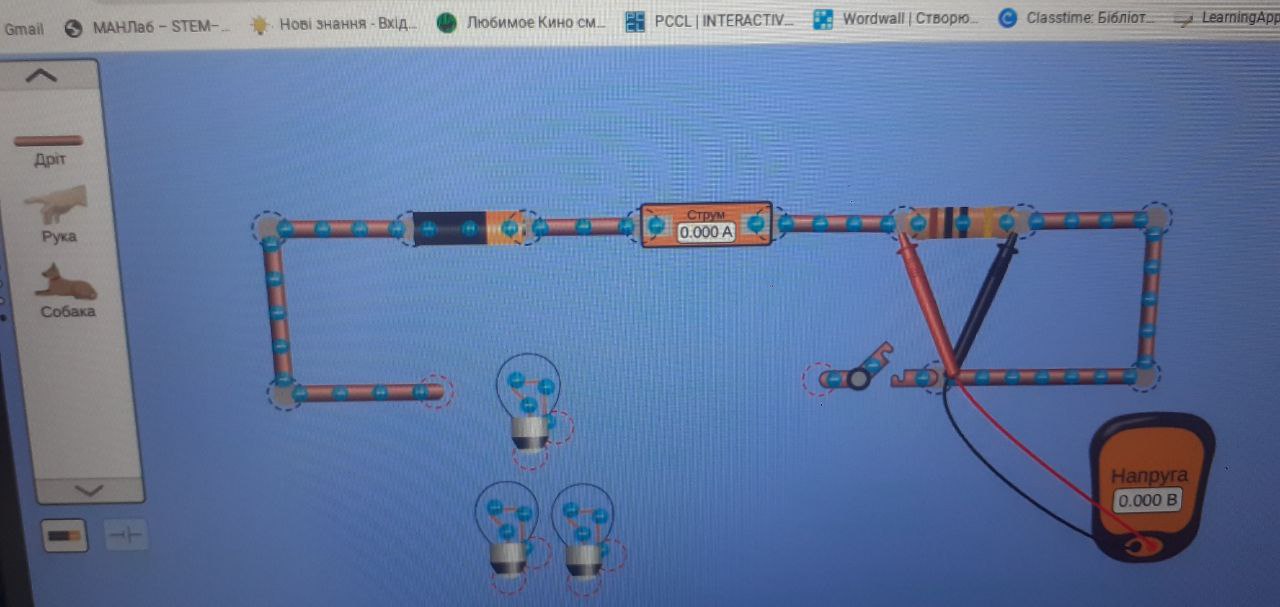 Gmail
МАНЛаб – STEM–...
Нові знання - Вхід...
Любимое Кино см...
PCCL | INTERACTIV...
Wordwall | Створю...
Classtime: Бібліот...
LearningApp
Дріт
Рука
Собака
Струм
0.000 A
Напруга
0.000 В